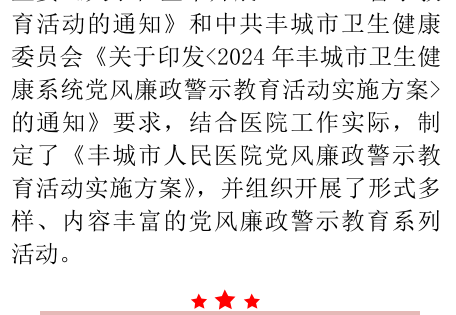 育活动的通知》和中共丰城市卫生健康
委员会《关于印发<2024年丰城市卫生健
康系统党风廉政警示教育活动实施方案>
的通知》要求，结合医院工作实际，制
定了《丰城市人民医院党风廉政警示教
育活动实施方案》，并组织开展了形式多
样、内容丰富的党风廉政警示教育系列
活动。